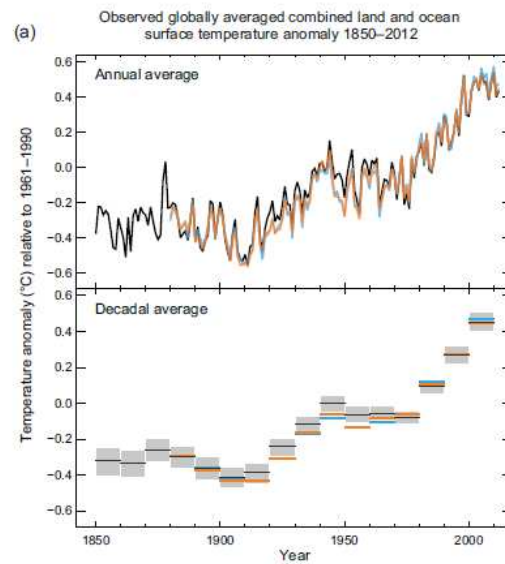 Observed globally averaged combined land and ocean
surface temperature anomaly 1850–2012
(a)
Annual average
0.6
0.4
0.2
0.0
−0.2
−0.4
−0.6
Temperature anomaly (°C) relative to 1961–1990
Decadal average
0.6
0.4
0.2
0.0
−0.2
−0.4
−0.6
1850
1900
1950
2000
Year